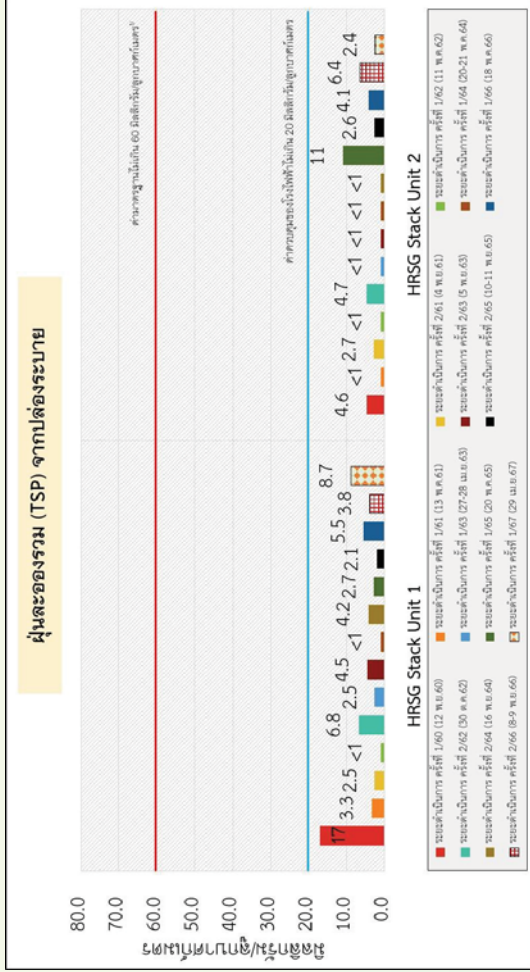 ฝุ่นละอองรวม (TSP) จากปล่องระบาย
มิลลิกรัม/ลูกบาศก์เมตร
80.0
70.0
60.0
50.0
40.0
30.0
20.0
10.0
0.0
ค่ามาตรฐานไม่เกิน 60 มิลลิกรัม/ลูกบาศก์เมตร¹/
ค่าควบคุมของโรงไฟฟ้าไม่เกิน 20 มิลลิกรัม/ลูกบาศก์เมตร
17 3.3 2.5 <1 6.8 2.5 4.5 <1 4.2 2.7 2.1 5.5 3.8 8.7
4.6 <1 2.7 <1 4.7 <1 <1 <1 <1 11 2.6 4.1 6.4 2.4
HRSG Stack Unit 1
HRSG Stack Unit 2
ระยะดำเนินการ ครั้งที่ 1/60 (12 พ.ย.60)
ระยะดำเนินการ ครั้งที่ 1/61 (13 พ.ค.61)
ระยะดำเนินการ ครั้งที่ 2/61 (4 พ.ย.61)
ระยะดำเนินการ ครั้งที่ 1/62 (11 พ.ค.62)
ระยะดำเนินการ ครั้งที่ 2/62 (30 ต.ค.62)
ระยะดำเนินการ ครั้งที่ 1/63 (27-28 เม.ย.63)
ระยะดำเนินการ ครั้งที่ 2/63 (5 พ.ย.63)
ระยะดำเนินการ ครั้งที่ 1/64 (20-21 พ.ค.64)
ระยะดำเนินการ ครั้งที่ 2/64 (16 พ.ย.64)
ระยะดำเนินการ ครั้งที่ 1/65 (20 พ.ค.65)
ระยะดำเนินการ ครั้งที่ 2/65 (10-11 พ.ย.65)
ระยะดำเนินการ ครั้งที่ 1/66 (18 พ.ค.66)
ระยะดำเนินการ ครั้งที่ 2/66 (8-9 พ.ย.66)
ระยะดำเนินการ ครั้งที่ 1/67 (29 เม.ย.67)